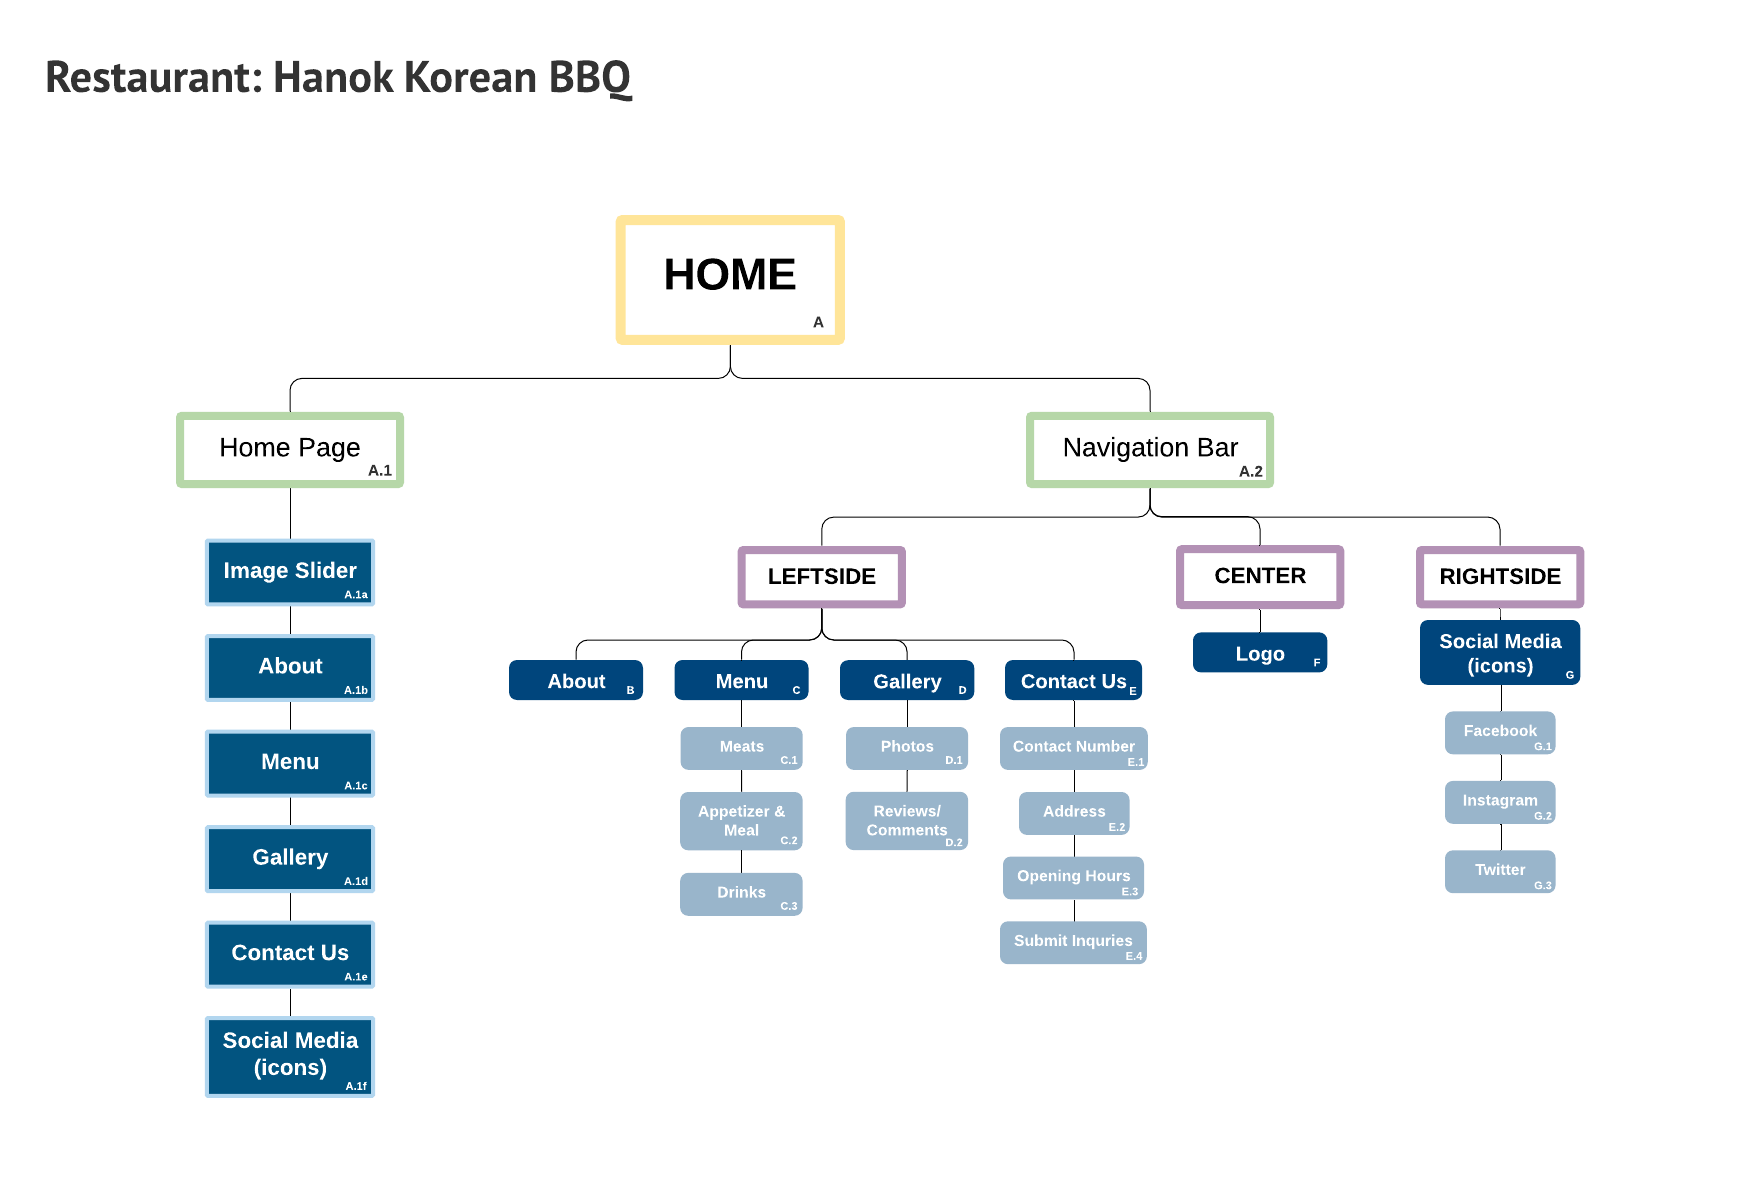 Restaurant: Hanok Korean BBQ
HOME
A
Home Page
A.1
Navigation Bar
A.2
Image Slider
A.1a
About
A.1b
Menu
A.1c
Gallery
A.1d
Contact Us
A.1e
Social Media
(icons)
A.1f
LEFTSIDE
CENTER
RIGHTSIDE
About
B
Menu
C
Meats
C.1
Appetizer &
Meal
C.2
Drinks
C.3
Gallery
D
Photos
D.1
Reviews/
Comments
D.2
Contact Us
E
Contact Number
E.1
Address
E.2
Opening Hours
E.3
Submit Inquries
E.4
Logo
F
Social Media
(icons)
G
Facebook
G.1
Instagram
G.2
Twitter
G.3